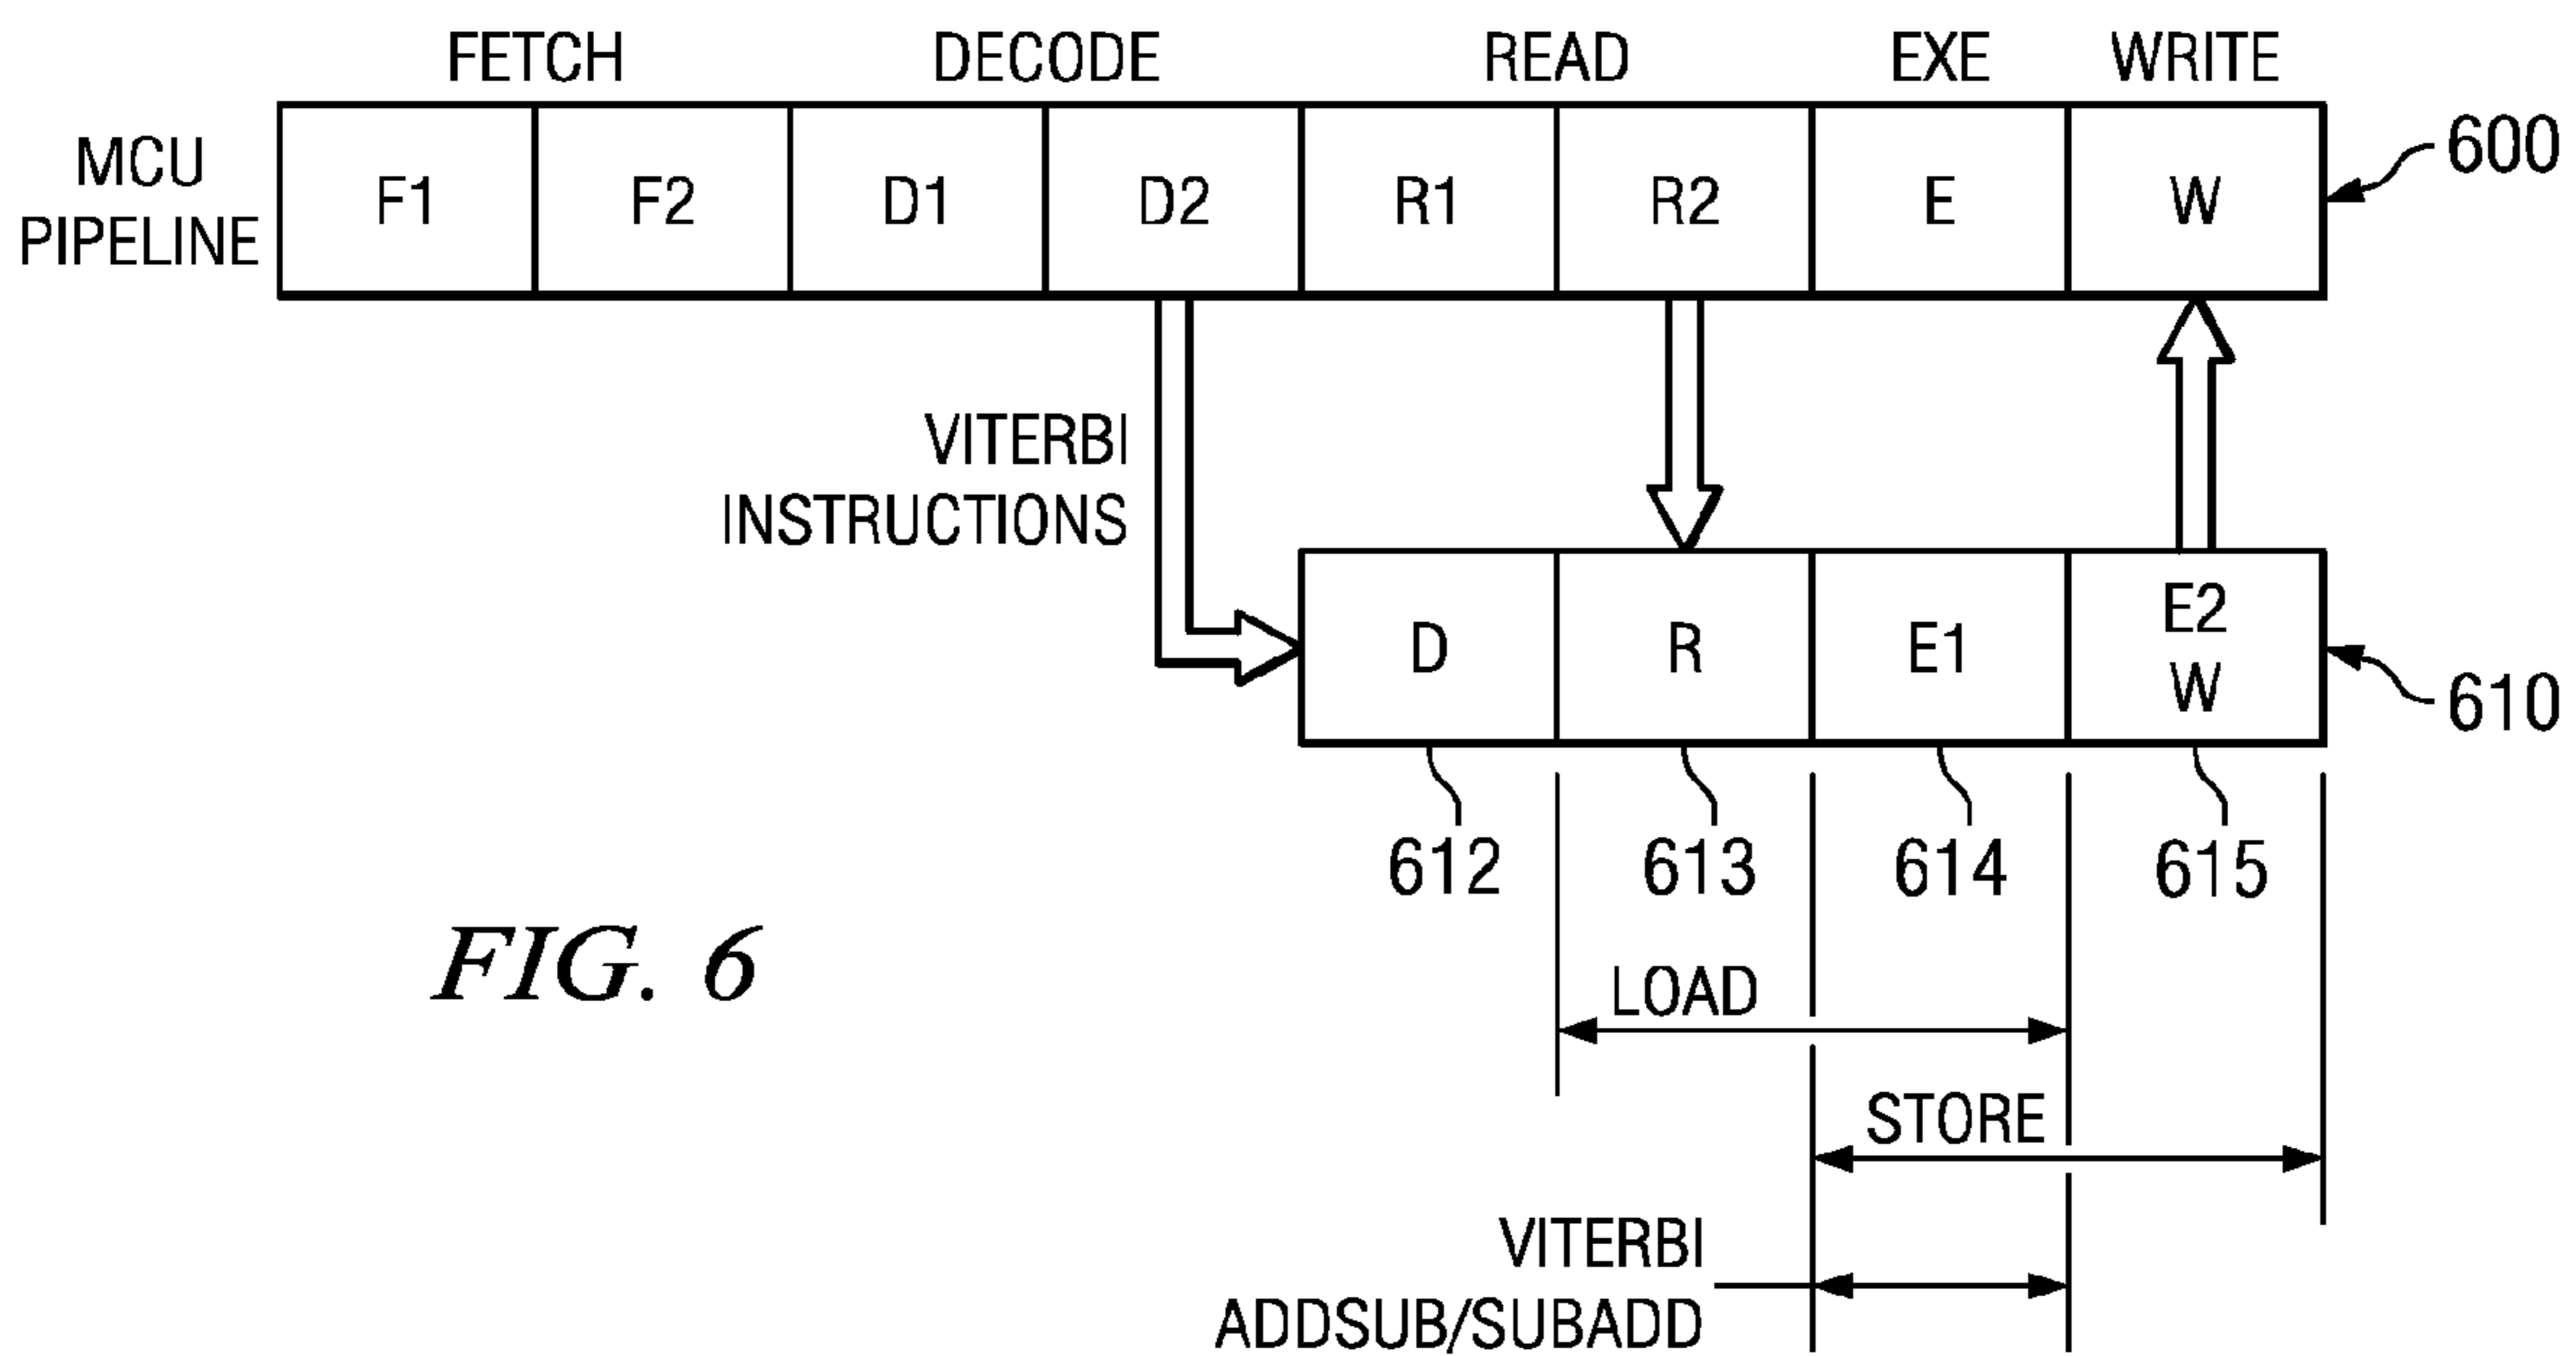 FETCH DECODE READ EXE WRITE
MCU
PIPELINE
F1 F2 D1 D2 R1 R2 E W
600
VITERBI
INSTRUCTIONS
D R E1 E2
W
610
612 613 614 615
FIG. 6
LOAD
STORE
VITERBI
ADDSUB/SUBADD